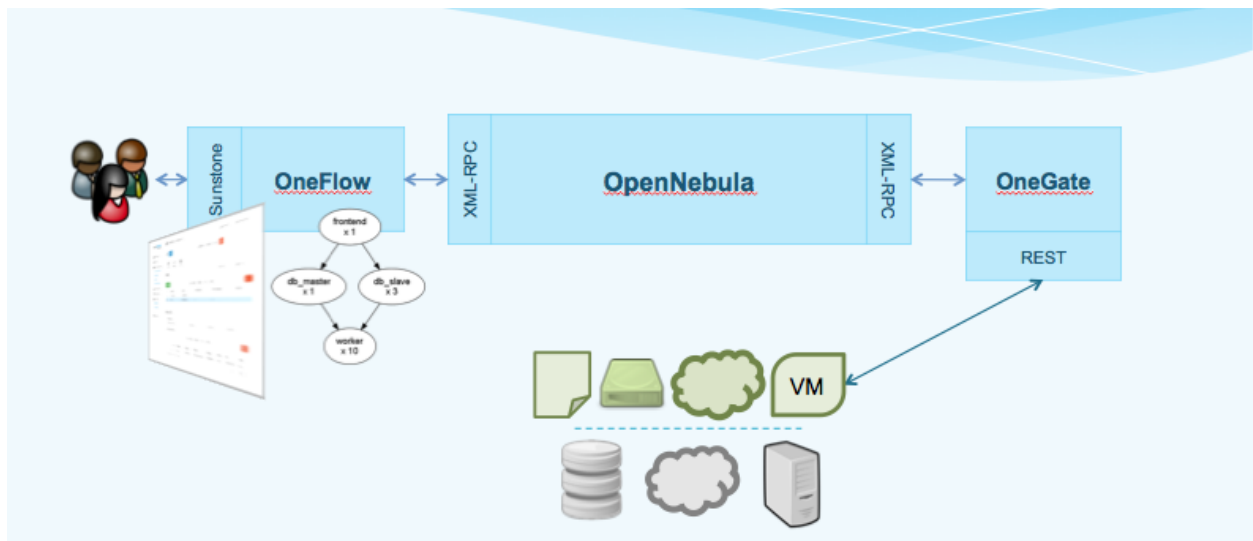 Sunstone
OneFlow
XML-RPC
OpenNebula
XML-RPC
OneGate
REST
frontend
x 1
db_master
x 1
db_slave
x 3
worker
x 10
VM